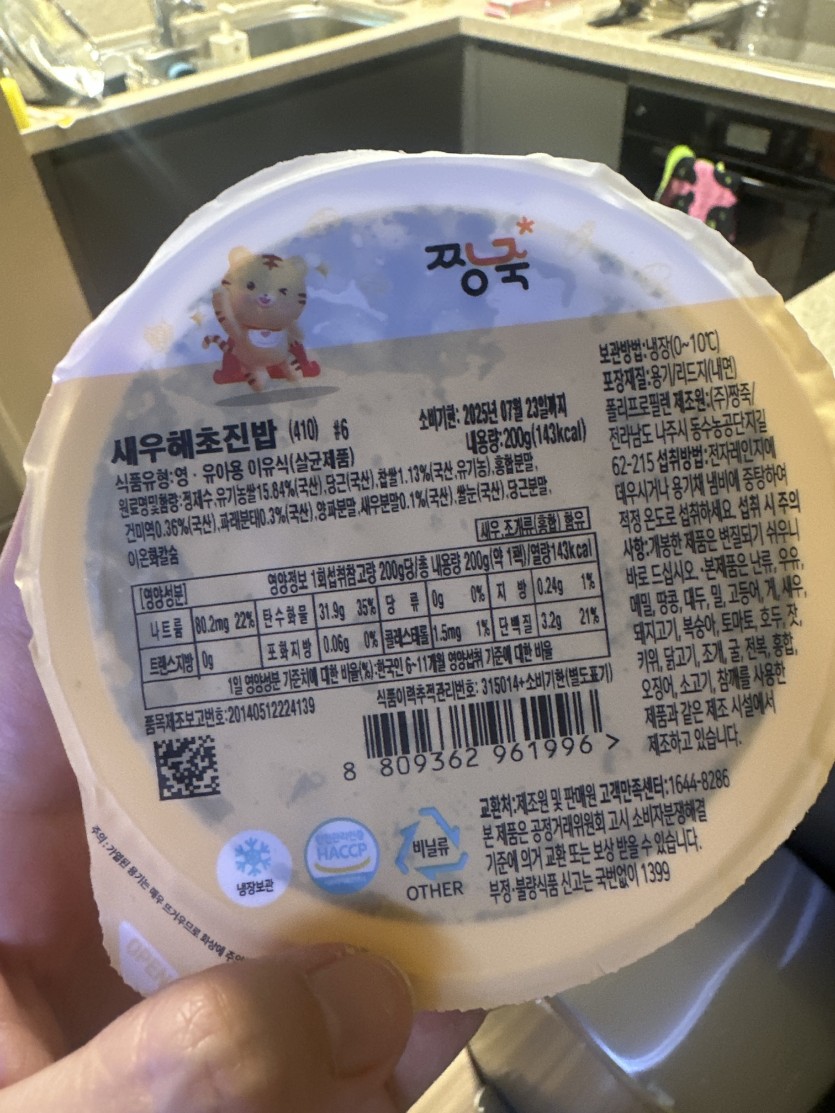 짱죽
새우해초진밥 (410) #6
소비기한: 2025년 07월 23일까지
내용량:200g(143kcal)
식품유형:영·유아용 이유식(살균제품)
원료명및함량:정제수,유기농쌀15.84%(국산),당근(국산),찹쌀1.13%(국산,유기농),홍합분말,
건미역0.36%(국산),파래분태0.3%(국산),양파분말,새우분말0.1%(국산),쌀눈(국산),당근분말,
이온화칼슘
새우,조개류(홍합) 함유
[영양성분] 영양정보 1회섭취참고량 200g당/총 내용량 200g(약 1팩)/열량143kcal
나트륨 80.2mg 22% 탄수화물 31.9g 35% 당류 0g 0% 지방 0.24g 1%
트랜스지방 0g 포화지방 0.06g 0% 콜레스테롤 1.5mg 1% 단백질 3.2g 21%
1일 영양성분 기준치에 대한 비율(%):한국인 6~11개월 영양섭취 기준에 대한 비율
품목제조보고번호:20140512224139
식품이력추적관리번호: 315014+소비기한(별도표기)
8 809362 961996 >
보관방법:냉장(0~10℃)
포장재질:용기/리드지(내면)
폴리프로필렌 제조원:(주)짱죽/
전라남도 나주시 동수농공단지길
62-215 섭취방법:전자레인지에
데우시거나 용기채 냄비에 중탕하여
적정 온도로 섭취하세요. 섭취 시 주의
사항:개봉한 제품은 변질되기 쉬우니
바로 드십시오. 본제품은 난류, 우유,
메밀, 땅콩, 대두, 밀, 고등어, 게, 새우,
돼지고기, 복숭아, 토마토, 호두, 잣,
키위, 닭고기, 조개, 굴, 전복, 홍합,
오징어, 소고기, 참깨를 사용한
제품과 같은 제조 시설에서
제조하고 있습니다.
교환처:제조원 및 판매원 고객만족센터:1644-8286
본 제품은 공정거래위원회 고시 소비자분쟁해결
기준에 의거 교환 또는 보상 받을 수 있습니다.
부정·불량식품 신고는 국번없이 1399
냉장보관
HACCP
비닐류
OTHER
주의 : 가열된 용기는 매우 뜨거우므로 화상에 주의
OPEN